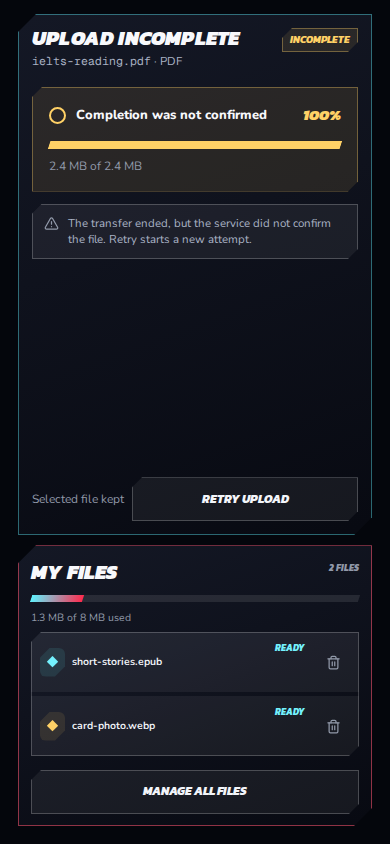 UPLOAD INCOMPLETE
INCOMPLETE
ielts-reading.pdf · PDF
Completion was not confirmed
100%
2.4 MB of 2.4 MB
The transfer ended, but the service did not confirm
the file. Retry starts a new attempt.
Selected file kept
RETRY UPLOAD
MY FILES
2 FILES
1.3 MB of 8 MB used
READY
short-stories.epub
READY
card-photo.webp
MANAGE ALL FILES